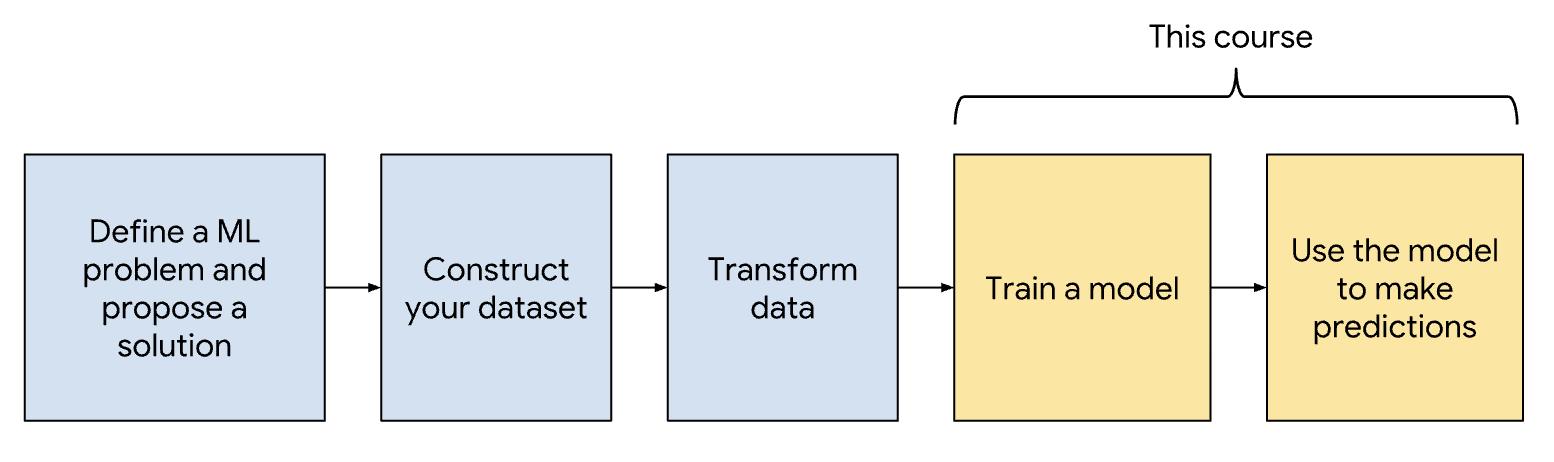 This course
Define a ML
problem and
propose a
solution
Construct
your dataset
Transform
data
Train a model
Use the model
to make
predictions